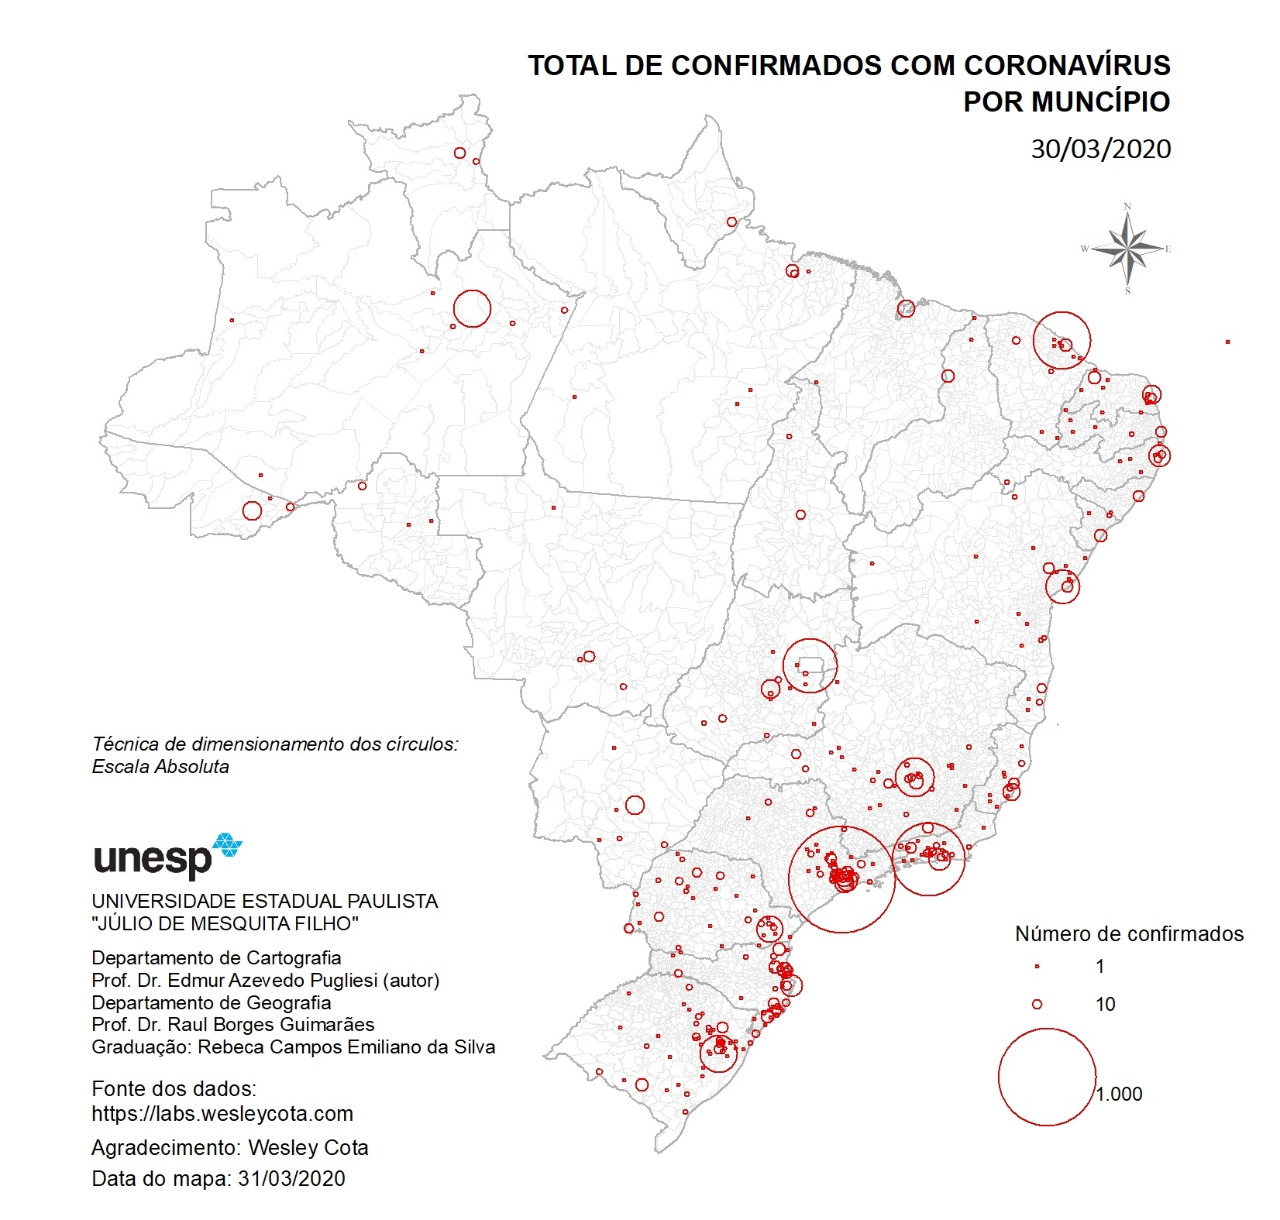 TOTAL DE CONFIRMADOS COM CORONAVÍRUS
POR MUNCÍPIO
30/03/2020
N
W
E
S
Técnica de dimensionamento dos círculos:
Escala Absoluta
unesp
UNIVERSIDADE ESTADUAL PAULISTA
"JÚLIO DE MESQUITA FILHO"
Departamento de Cartografia
Prof. Dr. Edmur Azevedo Pugliesi (autor)
Departamento de Geografia
Prof. Dr. Raul Borges Guimarães
Graduação: Rebeca Campos Emiliano da Silva
Fonte dos dados:
https://labs.wesleycota.com
Agradecimento: Wesley Cota
Data do mapa: 31/03/2020
Número de confirmados
1
10
1.000